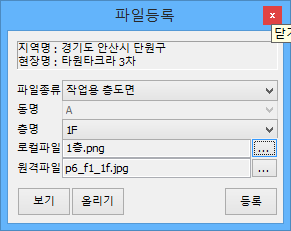 파일등록
x
닫기
지역명 : 경기도 안산시 단원구
현장명 : 타원타크라 3차
파일종류 작업용 층도면
동명 A
층명 1F
로컬파일 1층.png ...
원격파일 p6_f1_1f.jpg ...
보기 올리기 등록